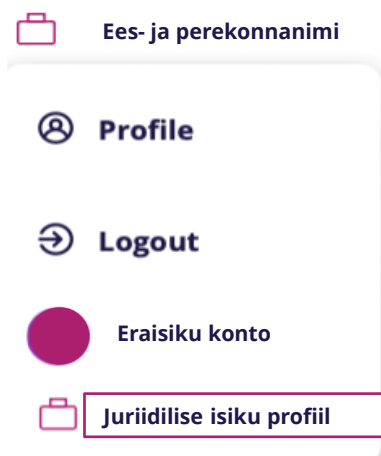 Ees- ja perekonnanimi
Profile
Logout
Eraisiku konto
Juriidilise isiku profiil